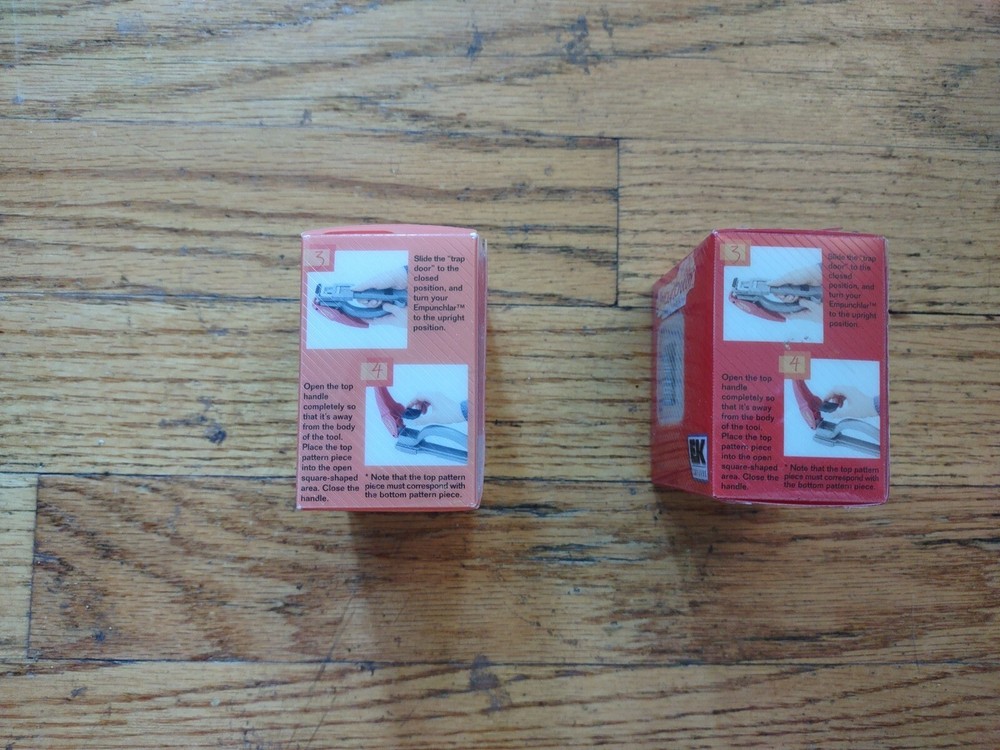 3
Slide the "trap
door" to the
closed
position, and
turn your
Empunchlar™
to the upright
position.
4
Open the top
handle
completely so
that it's away
from the body
of the tool.
Place the top
pattern piece
into the open
square-shaped
area. Close the
handle.
* Note that the top pattern
piece must correspond with
the bottom pattern piece.
3
Slide the "trap
door" to the
closed
position, and
turn your
Empunchlar™
to the upright
position.
4
Open the top
handle
completely so
that it's away
from the body
of the tool.
Place the top
pattern piece
into the open
square-shaped
area. Close the
handle.
* Note that the top pattern
piece must correspond with
the bottom pattern piece.
EK